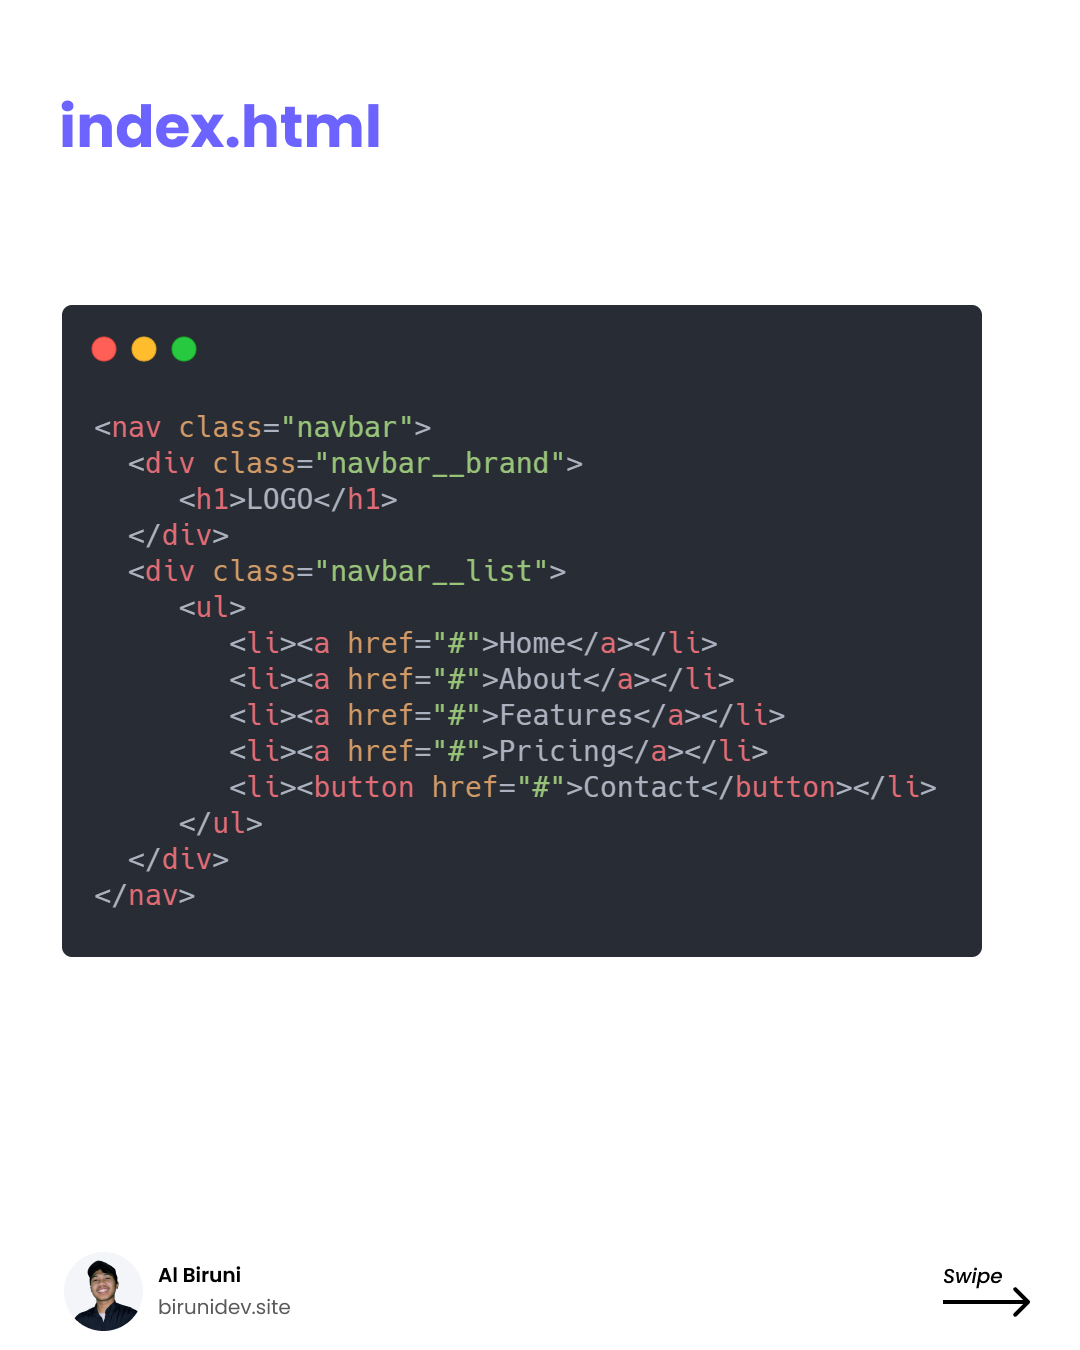 index.html
<nav class="navbar">
  <div class="navbar__brand">
     <h1>LOGO</h1>
  </div>
  <div class="navbar__list">
     <ul>
        <li><a href="#">Home</a></li>
        <li><a href="#">About</a></li>
        <li><a href="#">Features</a></li>
        <li><a href="#">Pricing</a></li>
        <li><button href="#">Contact</button></li>
     </ul>
  </div>
</nav>
Al Biruni
birunidev.site
Swipe